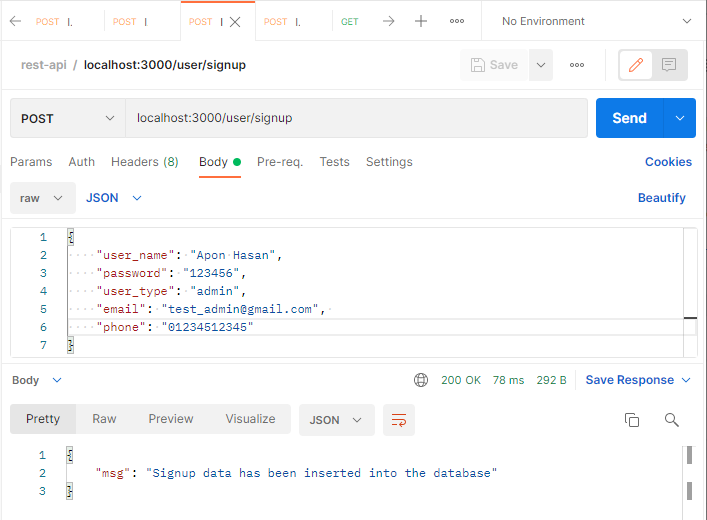 POST POST POST POST GET No Environment
rest-api / localhost:3000/user/signup Save
POST localhost:3000/user/signup Send
Params Auth Headers (8) Body Pre-req. Tests Settings Cookies
raw JSON Beautify
1 {
2 "user_name": "Apon Hasan",
3 "password": "123456",
4 "user_type": "admin",
5 "email": "test_admin@gmail.com",
6 "phone": "01234512345"
7 }
Body 200 OK 78 ms 292 B Save Response
Pretty Raw Preview Visualize JSON
1 {
2 "msg": "Signup data has been inserted into the database"
3 }